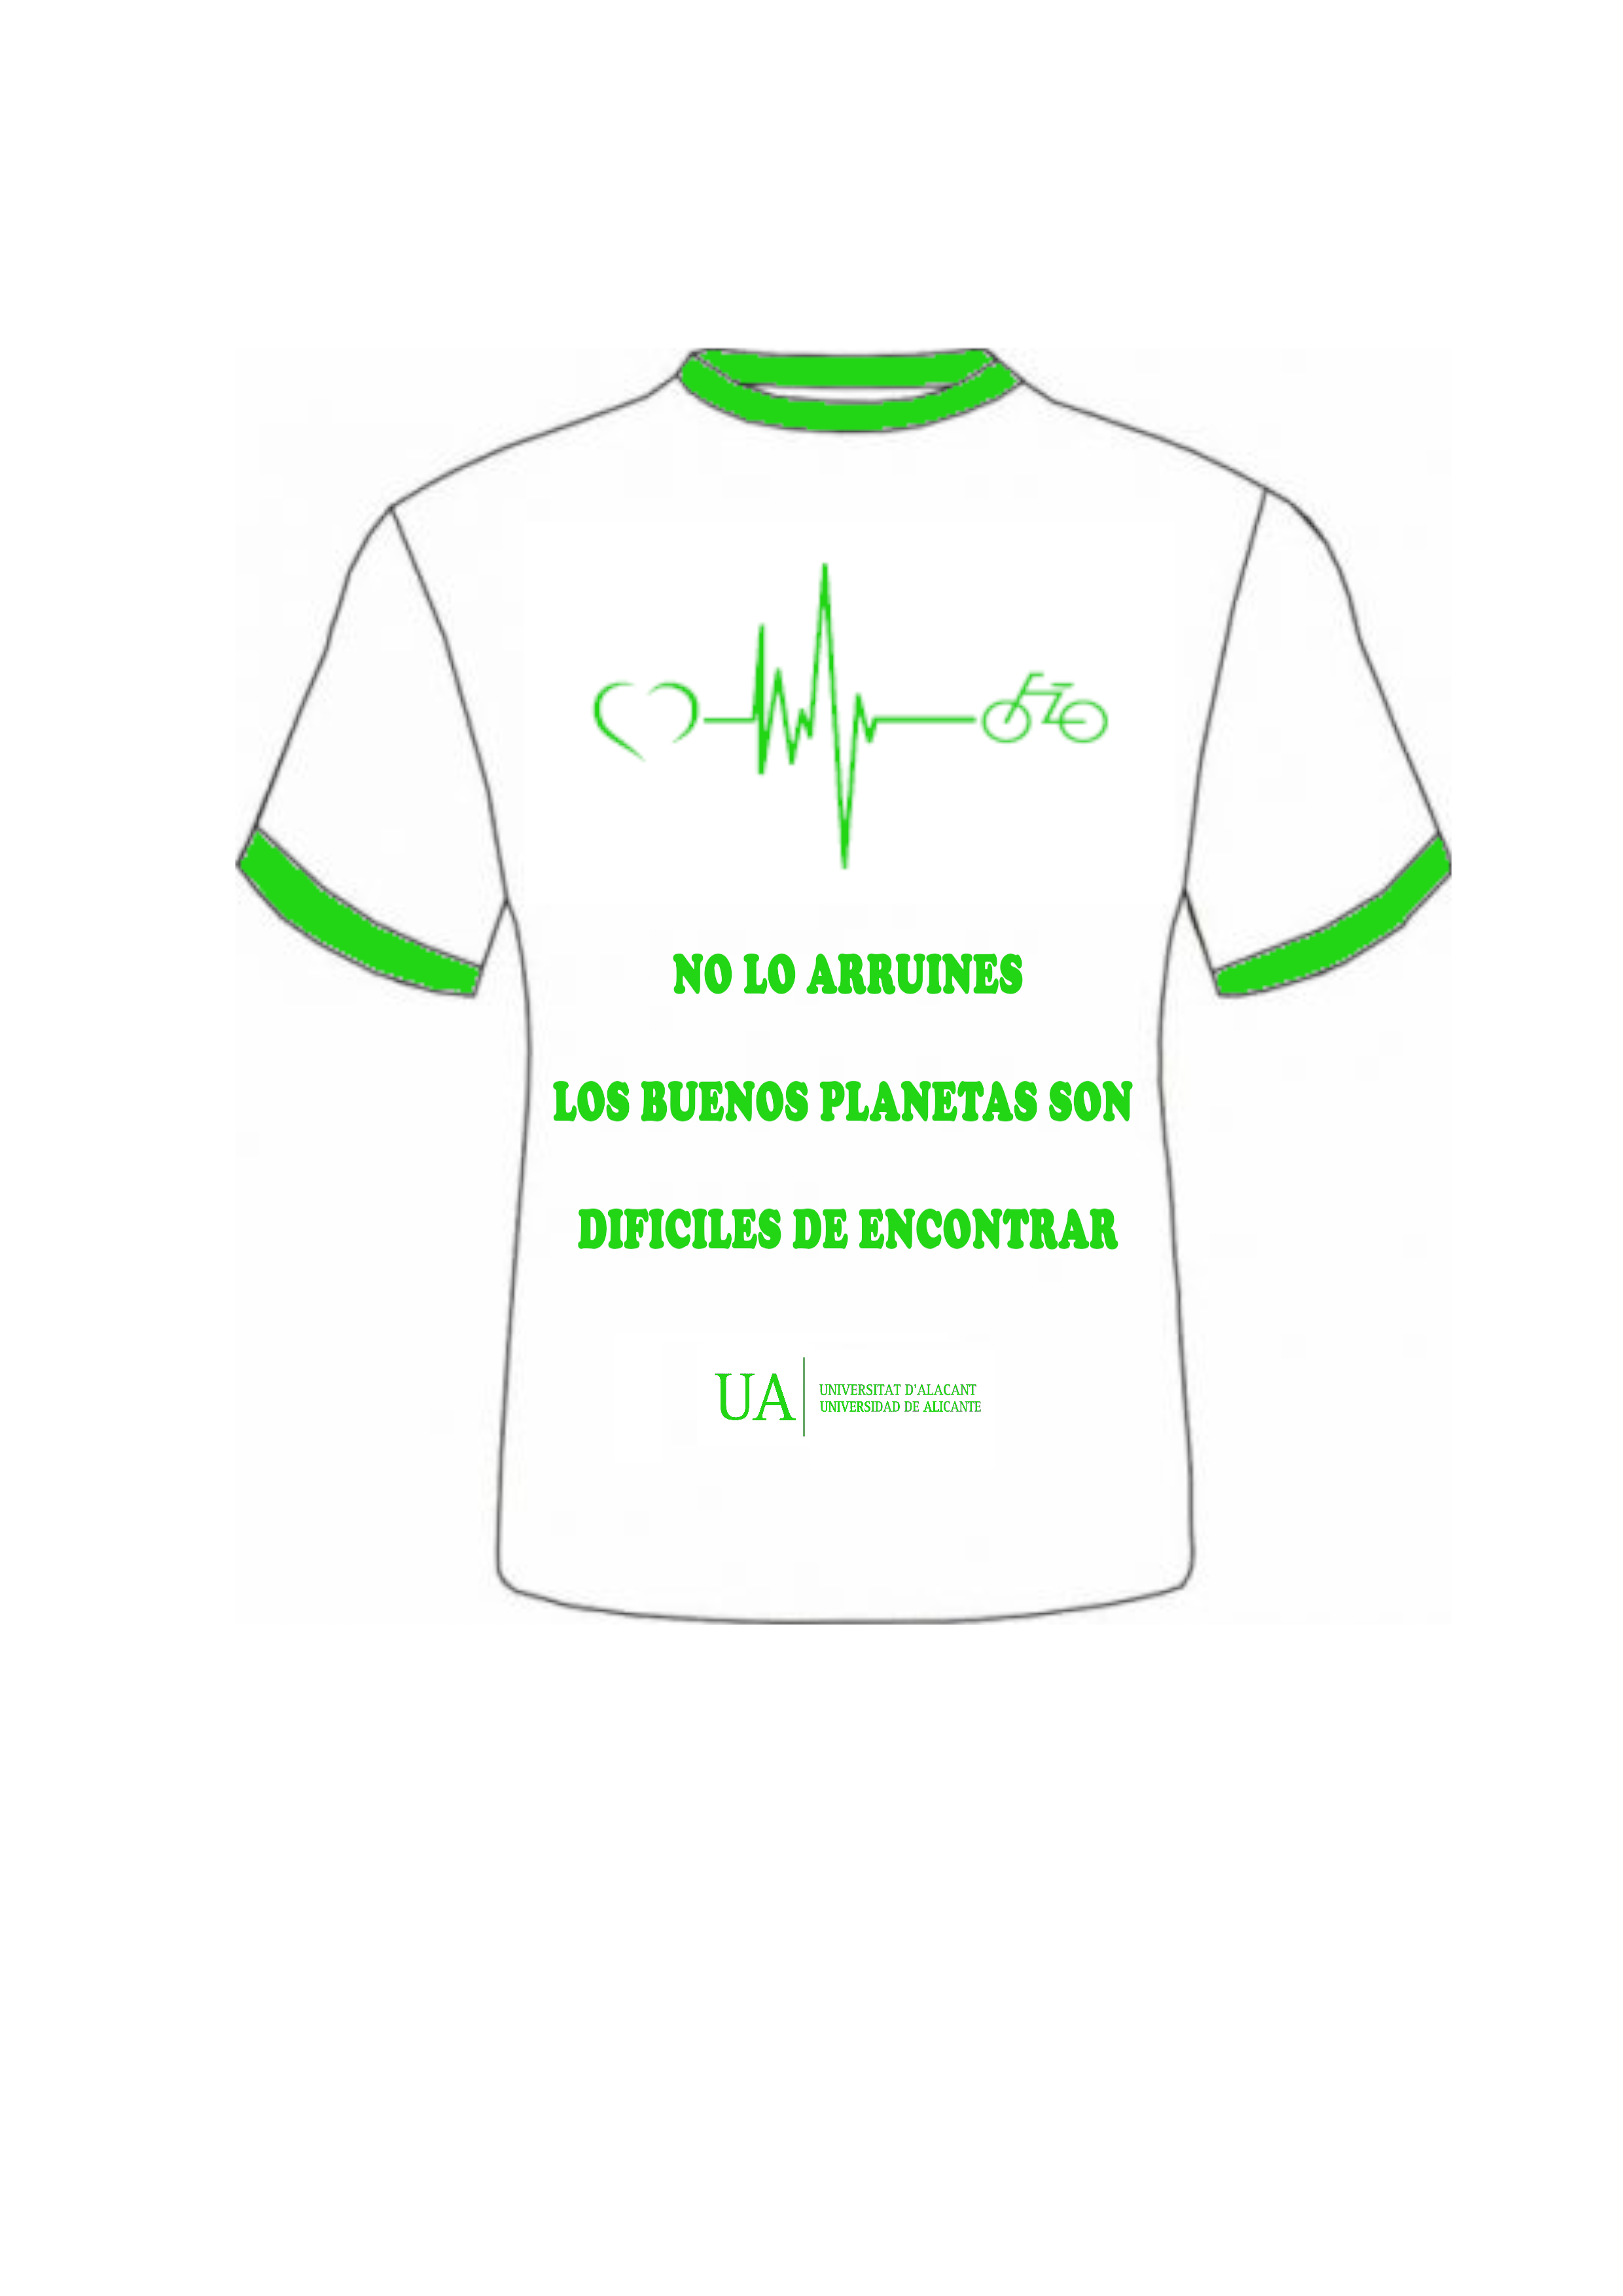 NO LO ARRUINES
LOS BUENOS PLANETAS SON
DIFICILES DE ENCONTRAR
UA
UNIVERSITAT D'ALACANT
UNIVERSIDAD DE ALICANTE